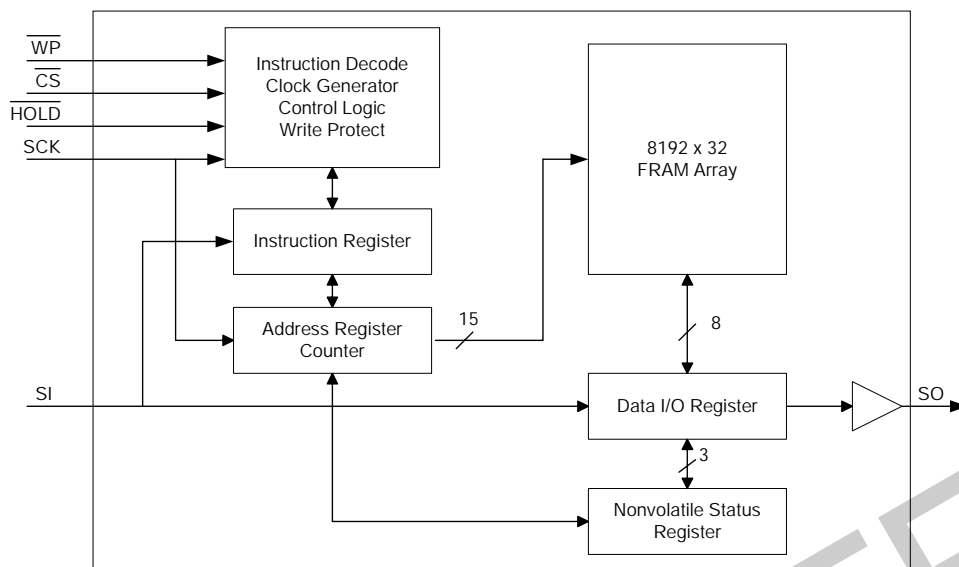 WP
CS
HOLD
SCK
Instruction Decode
Clock Generator
Control Logic
Write Protect
8192 x 32
FRAM Array
Instruction Register
Address Register
Counter
15
8
SI
Data I/O Register
SO
3
Nonvolatile Status
Register